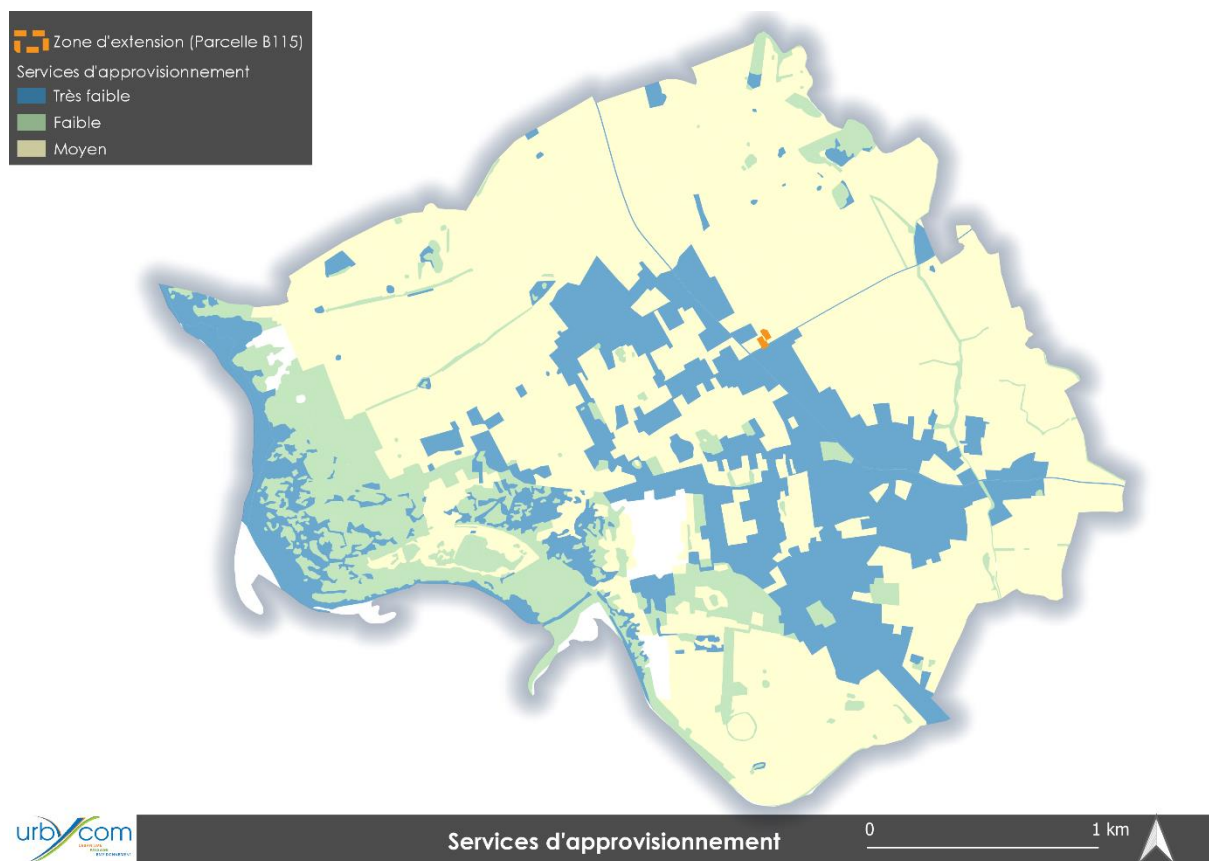 Zone d'extension (Parcelle B115)
Services d'approvisionnement
Très faible
Faible
Moyen
urbycom
Services d'approvisionnement
0
1 km